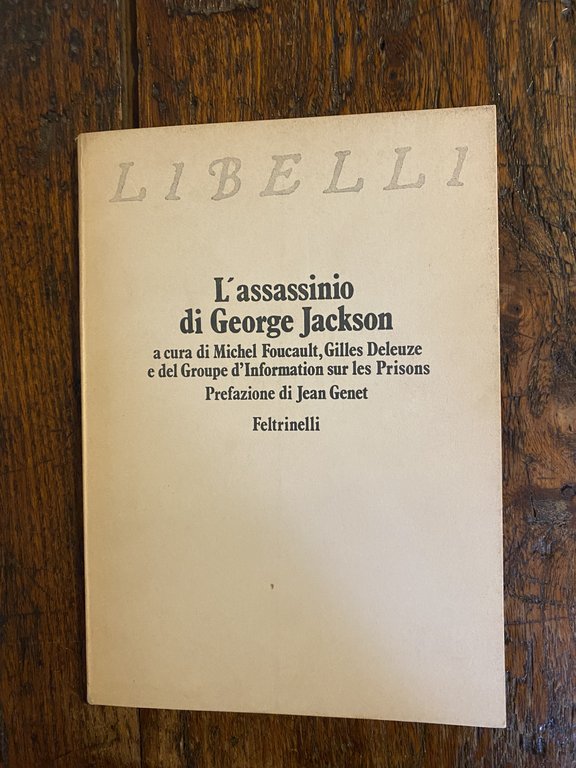 LIBELLI
L'assassinio
di George Jackson
a cura di Michel Foucault, Gilles Deleuze
e del Groupe d'Information sur les Prisons
Prefazione di Jean Genet
Feltrinelli